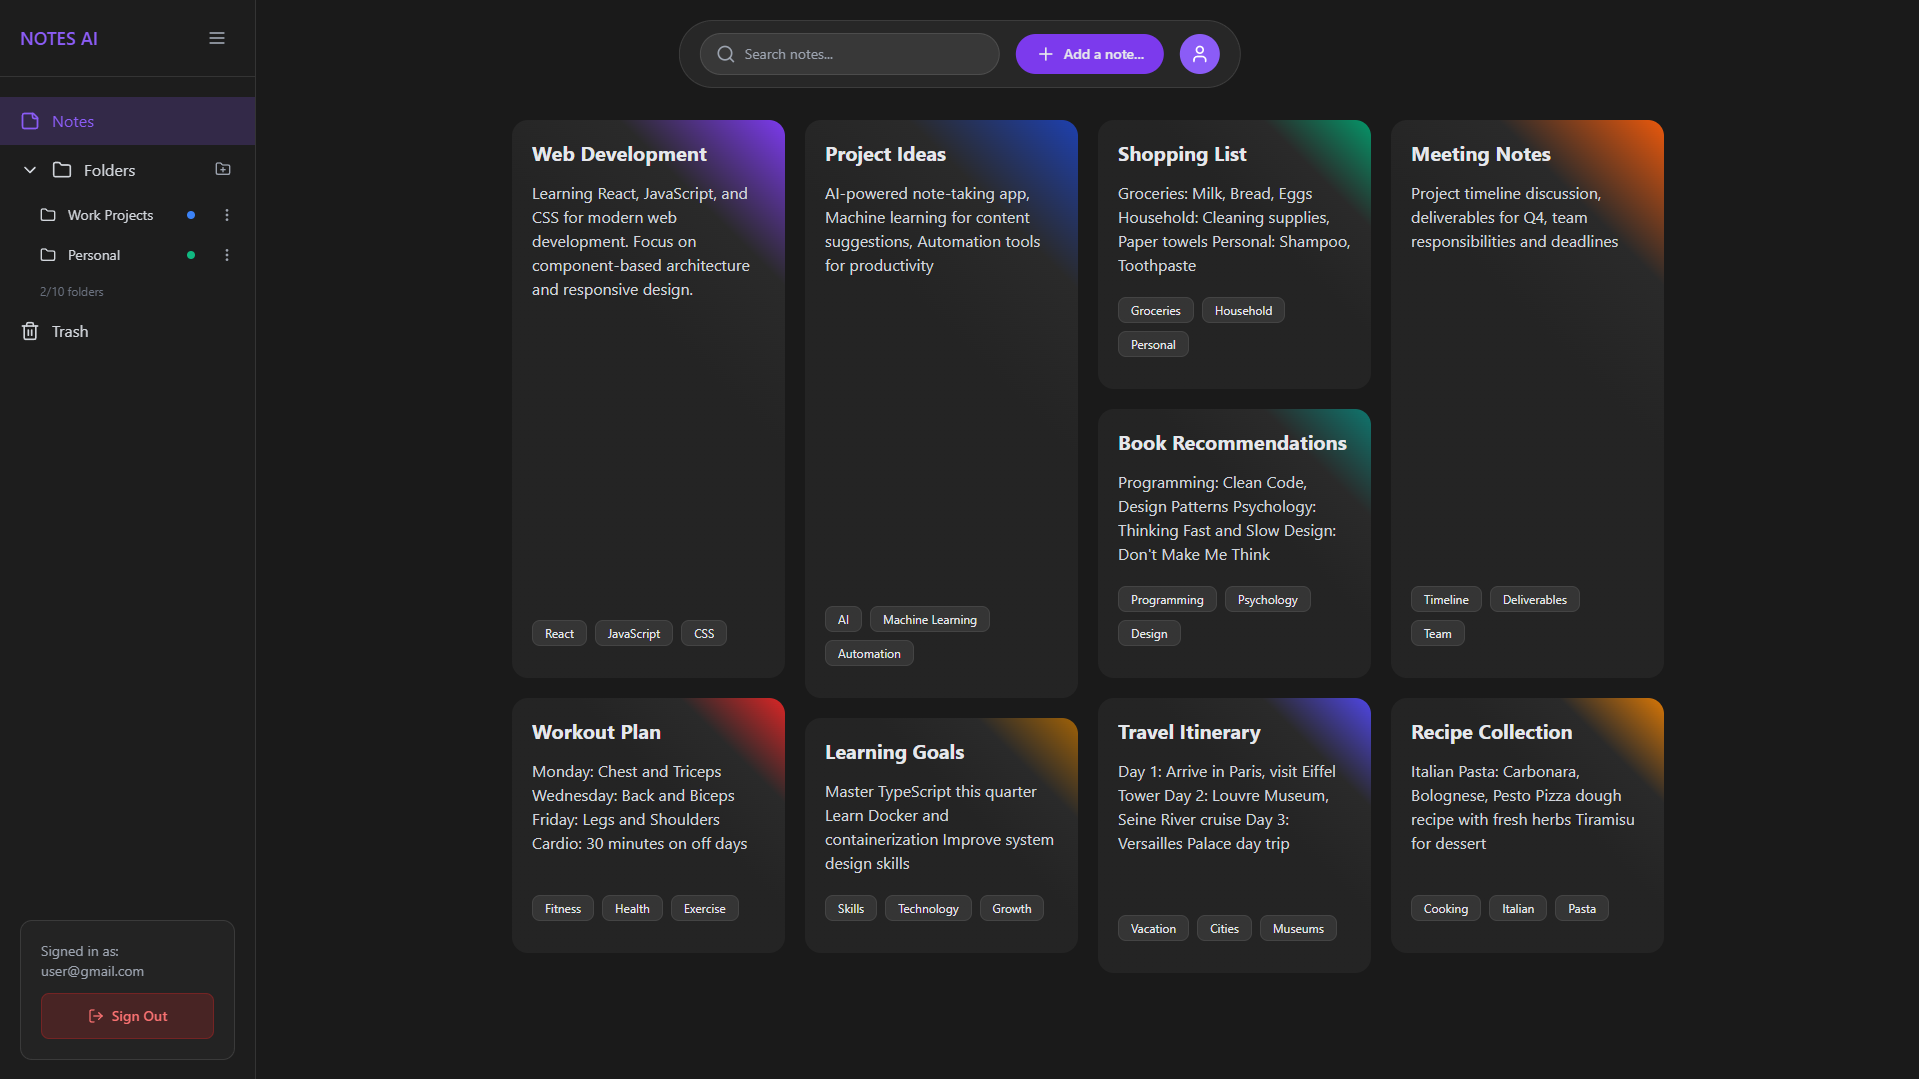 NOTES AI
Notes
Folders
Work Projects
Personal
2/10 folders
Trash
Signed in as:
user@gmail.com
Sign Out
Search notes...
Add a note...
Web Development
Learning React, JavaScript, and
CSS for modern web
development. Focus on
component-based architecture
and responsive design.
React
JavaScript
CSS
Project Ideas
AI-powered note-taking app,
Machine learning for content
suggestions, Automation tools
for productivity
AI
Machine Learning
Automation
Shopping List
Groceries: Milk, Bread, Eggs
Household: Cleaning supplies,
Paper towels Personal: Shampoo,
Toothpaste
Groceries
Household
Personal
Meeting Notes
Project timeline discussion,
deliverables for Q4, team
responsibilities and deadlines
Timeline
Deliverables
Team
Book Recommendations
Programming: Clean Code,
Design Patterns Psychology:
Thinking Fast and Slow Design:
Don't Make Me Think
Programming
Psychology
Design
Workout Plan
Monday: Chest and Triceps
Wednesday: Back and Biceps
Friday: Legs and Shoulders
Cardio: 30 minutes on off days
Fitness
Health
Exercise
Learning Goals
Master TypeScript this quarter
Learn Docker and
containerization Improve system
design skills
Skills
Technology
Growth
Travel Itinerary
Day 1: Arrive in Paris, visit Eiffel
Tower Day 2: Louvre Museum,
Seine River cruise Day 3:
Versailles Palace day trip
Vacation
Cities
Museums
Recipe Collection
Italian Pasta: Carbonara,
Bolognese, Pesto Pizza dough
recipe with fresh herbs Tiramisu
for dessert
Cooking
Italian
Pasta